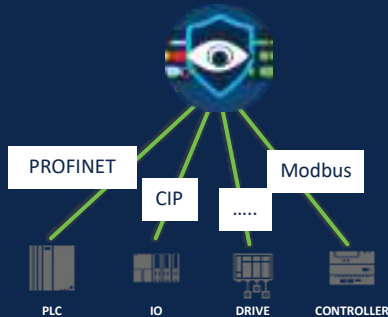 PROFINET
Modbus
CIP
.....
PLC
IO
DRIVE
CONTROLLER